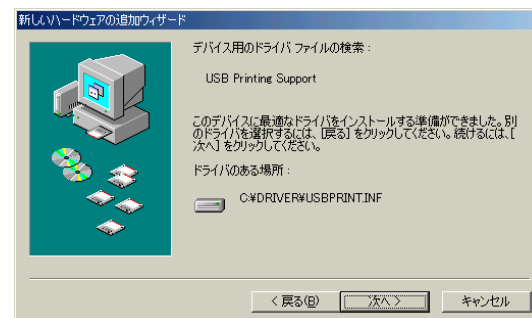 新しいハードウェアの追加ウィザード
デバイス用のドライバ ファイルの検索 :
USB Printing Support
このデバイスに最適なドライバをインストールする準備ができました。別
のドライバを選択するには、[戻る] をクリックしてください。続けるには、[
次へ] をクリックしてください。
ドライバのある場所 :
C:¥DRIVER¥USBPRINT.INF
< 戻る(B)
次へ >
キャンセル